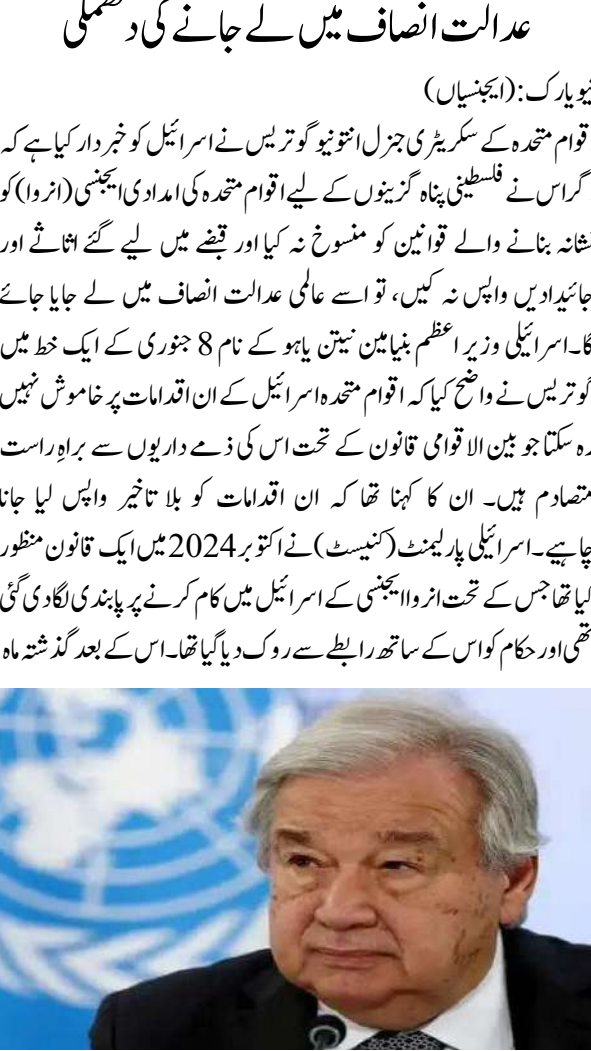 عدالت انصاف میں لے جانے کی دھمکی
نیویارک:(ایجنسیاں)
قوام متحدہ کے سکریٹری جنرل انتونیو گوتریس نے اسرائیل کو خبردار کیا ہے کہ
گر اس نے فلسطینی پناہ گزینوں کے لیے اقوام متحدہ کی امدادی ایجنسی (انروا) کو
نشانہ بنانے والے قوانین کو منسوخ نہ کیا اور قبضے میں لیے گئے اثاثے اور
جائیدادیں واپس نہ کیں، تو اسے عالمی عدالت انصاف میں لے جایا جائے
گا۔اسرائیلی وزیر اعظم بنیامین نیتن یاہو کے نام 8 جنوری کے ایک خط میں
گوتریس نے واضح کیا کہ اقوام متحدہ اسرائیل کے ان اقدامات پر خاموش نہیں
رہ سکتا جو بین الاقوامی قانون کے تحت اس کی ذمے داریوں سے براہِ راست
متصادم ہیں۔ ان کا کہنا تھا کہ ان اقدامات کو بلا تاخیر واپس لیا جانا
چاہیے۔اسرائیلی پارلیمنٹ (کنیسٹ) نے اکتوبر 2024 میں ایک قانون منظور
کیا تھا جس کے تحت انروا ایجنسی کے اسرائیل میں کام کرنے پر پابندی لگا دی گئی
تھی اور حکام کو اس کے ساتھ رابطے سے روک دیا گیا تھا۔اس کے بعد گذشتہ ماہ